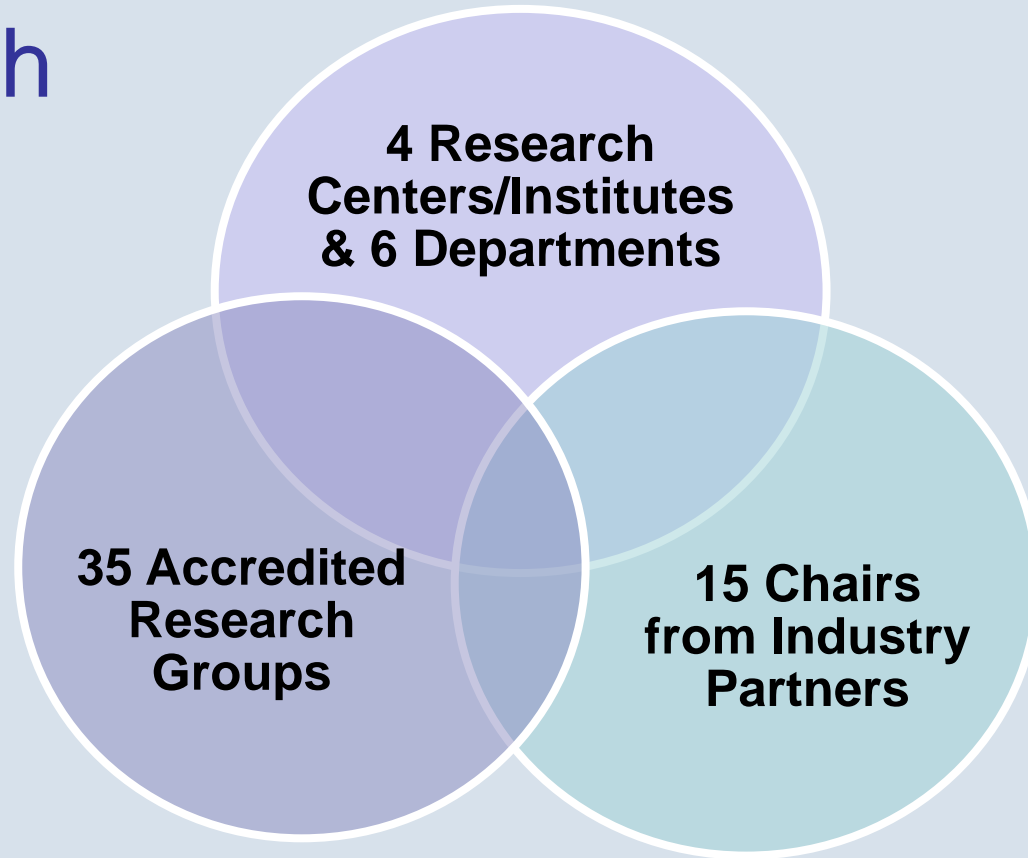 h
4 Research
Centers/Institutes
& 6 Departments
35 Accredited
Research
Groups
15 Chairs
from Industry
Partners